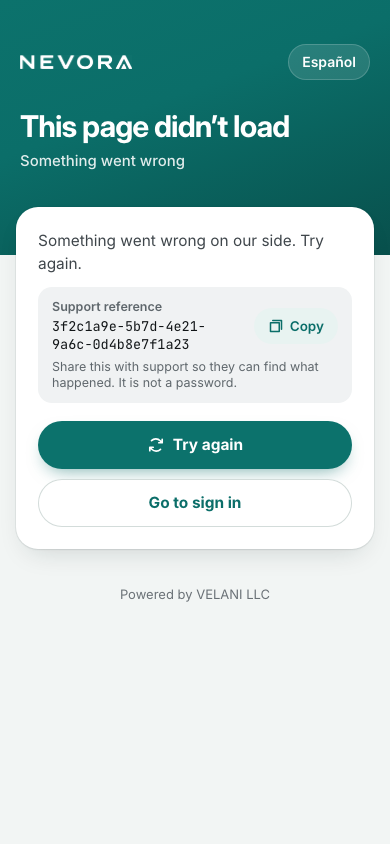 NEVORA
Español
This page didn’t load
Something went wrong
Something went wrong on our side. Try
again.
Support reference
3f2c1a9e-5b7d-4e21-
9a6c-0d4b8e7f1a23
Copy
Share this with support so they can find what
happened. It is not a password.
Try again
Go to sign in
Powered by VELANI LLC